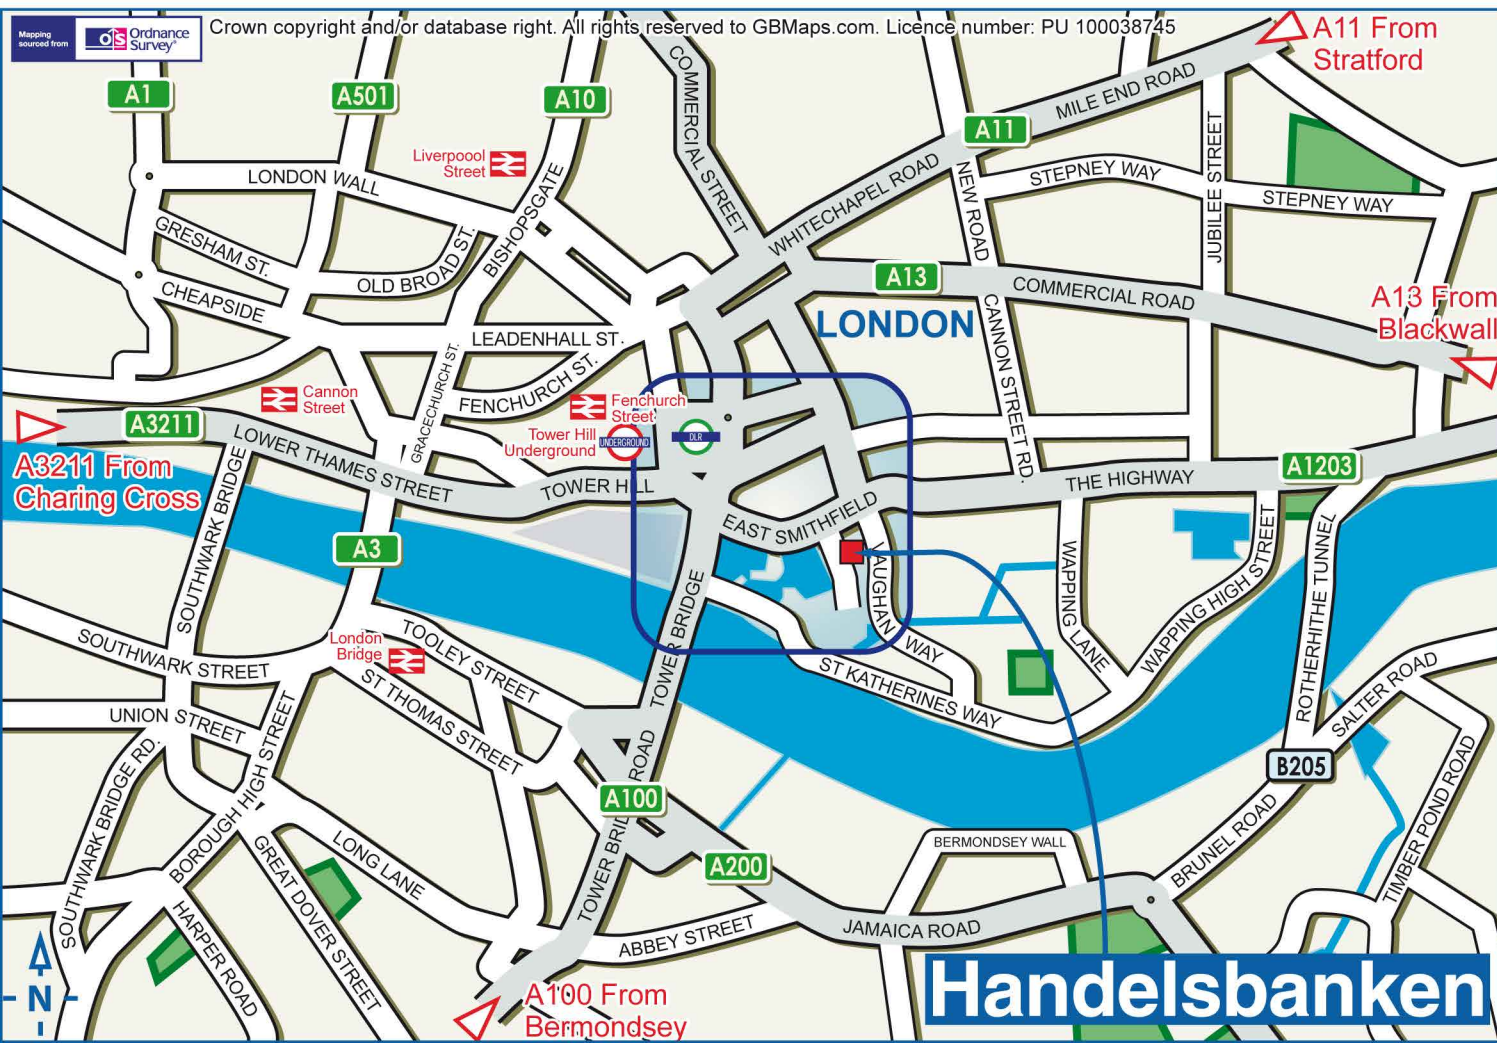 Mapping
sourced from
OS Ordnance
Survey®
Crown copyright and/or database right. All rights reserved to GBMaps.com. Licence number: PU 100038745
A11 From
Stratford
A1
A501
A10
A11
MILE END ROAD
COMMERCIAL STREET
Liverpoool
Street
LONDON WALL
BISHOPSGATE
WHITECHAPEL ROAD
NEW ROAD
STEPNEY WAY
JUBILEE STREET
STEPNEY WAY
GRESHAM ST.
OLD BROAD ST.
CHEAPSIDE
A13
COMMERCIAL ROAD
A13 From
Blackwall
LONDON
LEADENHALL ST.
GRACECHURCH ST.
FENCHURCH ST.
CANNON STREET RD.
Cannon
Street
Fenchurch
Street
Tower Hill
Underground
UNDERGROUND
DLR
A3211
A3211 From
Charing Cross
LOWER THAMES STREET
TOWER HILL
EAST SMITHFIELD
THE HIGHWAY
A1203
SOUTHWARK BRIDGE
A3
TOWER BRIDGE
VAUGHAN WAY
WAPPING LANE
WAPPING HIGH STREET
ROTHERHITHE TUNNEL
London
Bridge
TOOLEY STREET
SOUTHWARK STREET
ST THOMAS STREET
ST KATHERINES WAY
SALTER ROAD
UNION STREET
SOUTHWARK BRIDGE RD.
BOROUGH HIGH STREET
TOWER BRIDGE ROAD
A100
B205
TIMBER POND ROAD
BRUNEL ROAD
BERMONDSEY WALL
A200
LONG LANE
GREAT DOVER STREET
HARPER ROAD
ABBEY STREET
JAMAICA ROAD
N
A100 From
Bermondsey
Handelsbanken